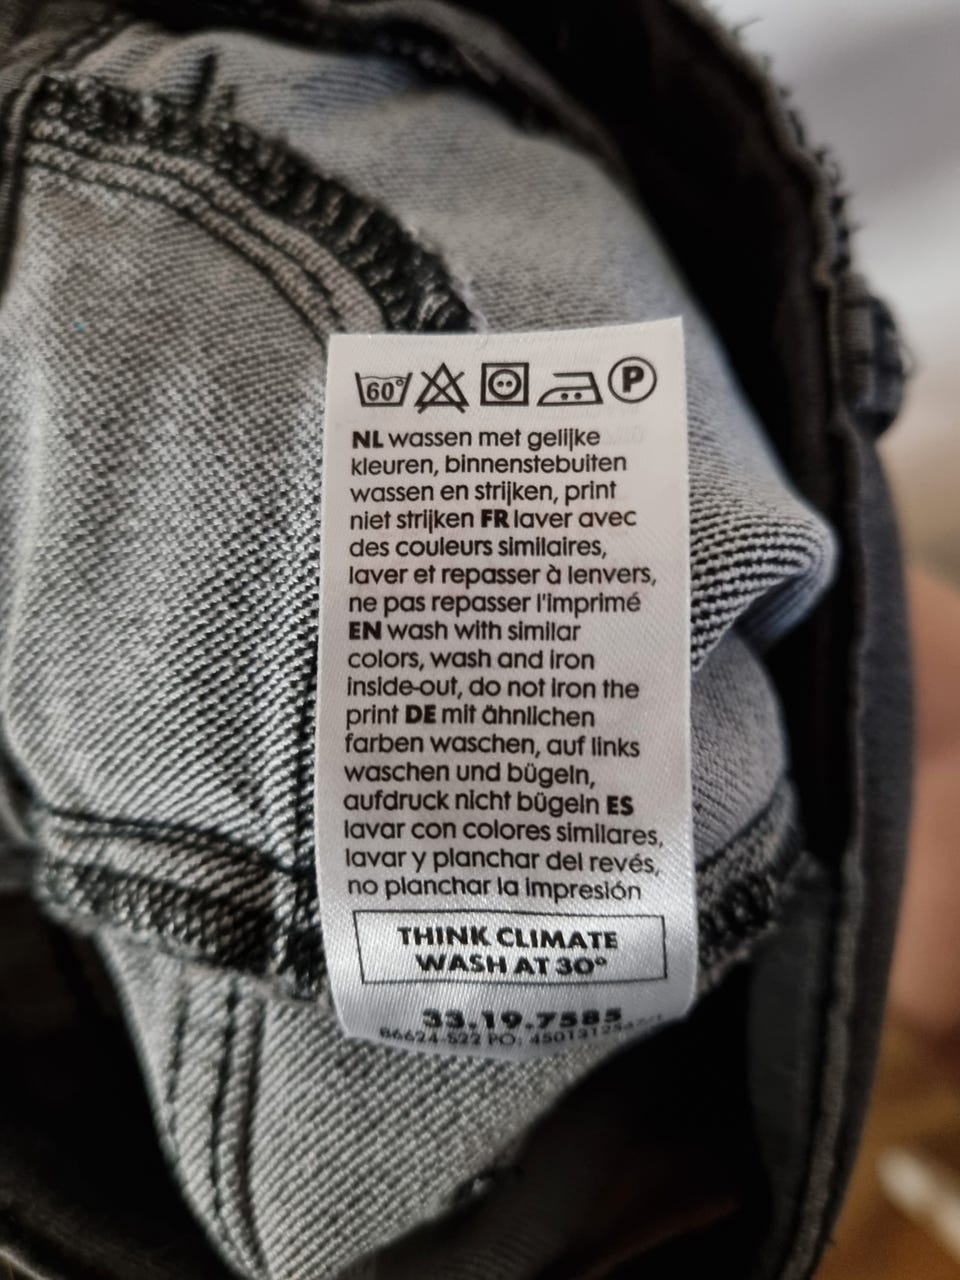 60°
P
NL wassen met gelijke
kleuren, binnenstebuiten
wassen en strijken, print
niet strijken FR laver avec
des couleurs similaires,
laver et repasser à lenvers,
ne pas repasser l'imprimé
EN wash with similar
colors, wash and iron
inside-out, do not iron the
print DE mit ähnlichen
farben waschen, auf links
waschen und bügeln,
aufdruck nicht bügeln ES
lavar con colores similares,
lavar y planchar del revés,
no planchar la impresión
THINK CLIMATE
WASH AT 30°
33.19.7585
86624-522 PO: